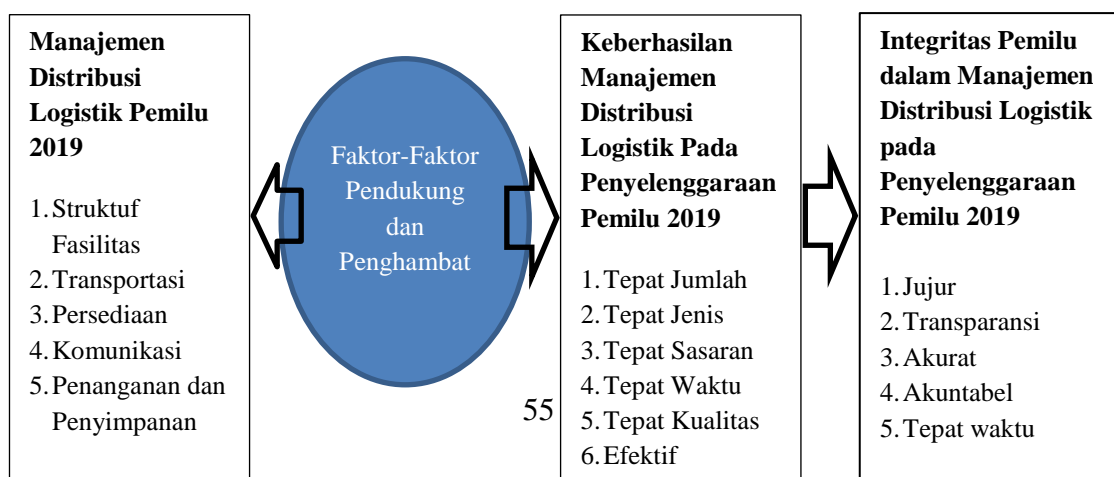 Manajemen
Distribusi
Logistik Pemilu
2019
1. Struktuf
Fasilitas
2. Transportasi
3. Persediaan
4. Komunikasi
5. Penanganan dan
Penyimpanan
Faktor-Faktor
Pendukung
dan
Penghambat
55
Keberhasilan
Manajemen
Distribusi
Logistik Pada
Penyelenggaraan
Pemilu 2019
1. Tepat Jumlah
2. Tepat Jenis
3. Tepat Sasaran
4. Tepat Waktu
5. Tepat Kualitas
6. Efektif
Integritas Pemilu
dalam Manajemen
Distribusi Logistik
pada
Penyelenggaraan
Pemilu 2019
1. Jujur
2. Transparansi
3. Akurat
4. Akuntabel
5. Tepat waktu